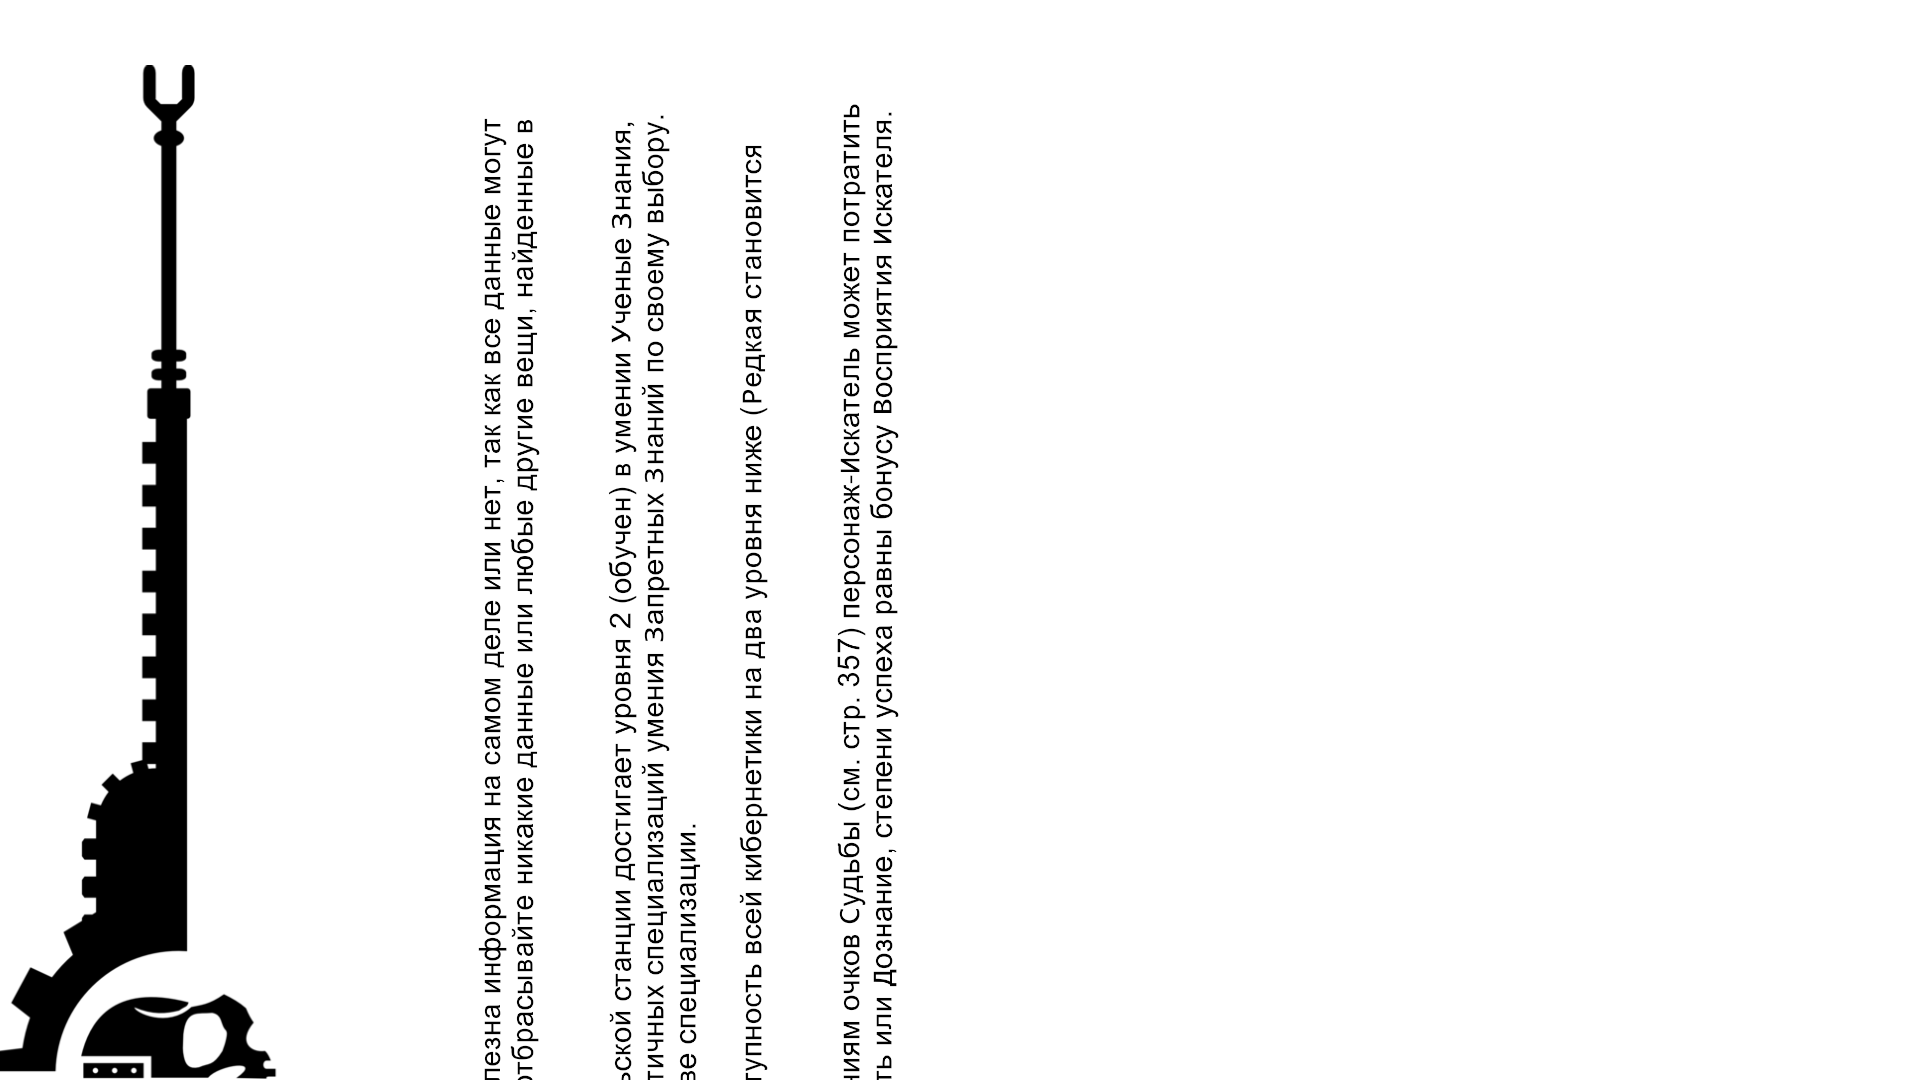 лезна информация на самом деле или нет, так как все данные могут
отбрасывайте никакие данные или любые другие вещи, найденные в
ьской станции достигает уровня 2 (обучен) в умении Ученые Знания,
тичных специализаций умения Запретных Знаний по своему выбору.
ве специализации.
тупность всей кибернетики на два уровня ниже (Редкая становится
ниям очков Судьбы (см. стр. 357) персонаж-Искатель может потратить
ть или Дознание, степени успеха равны бонусу Восприятия Искателя.